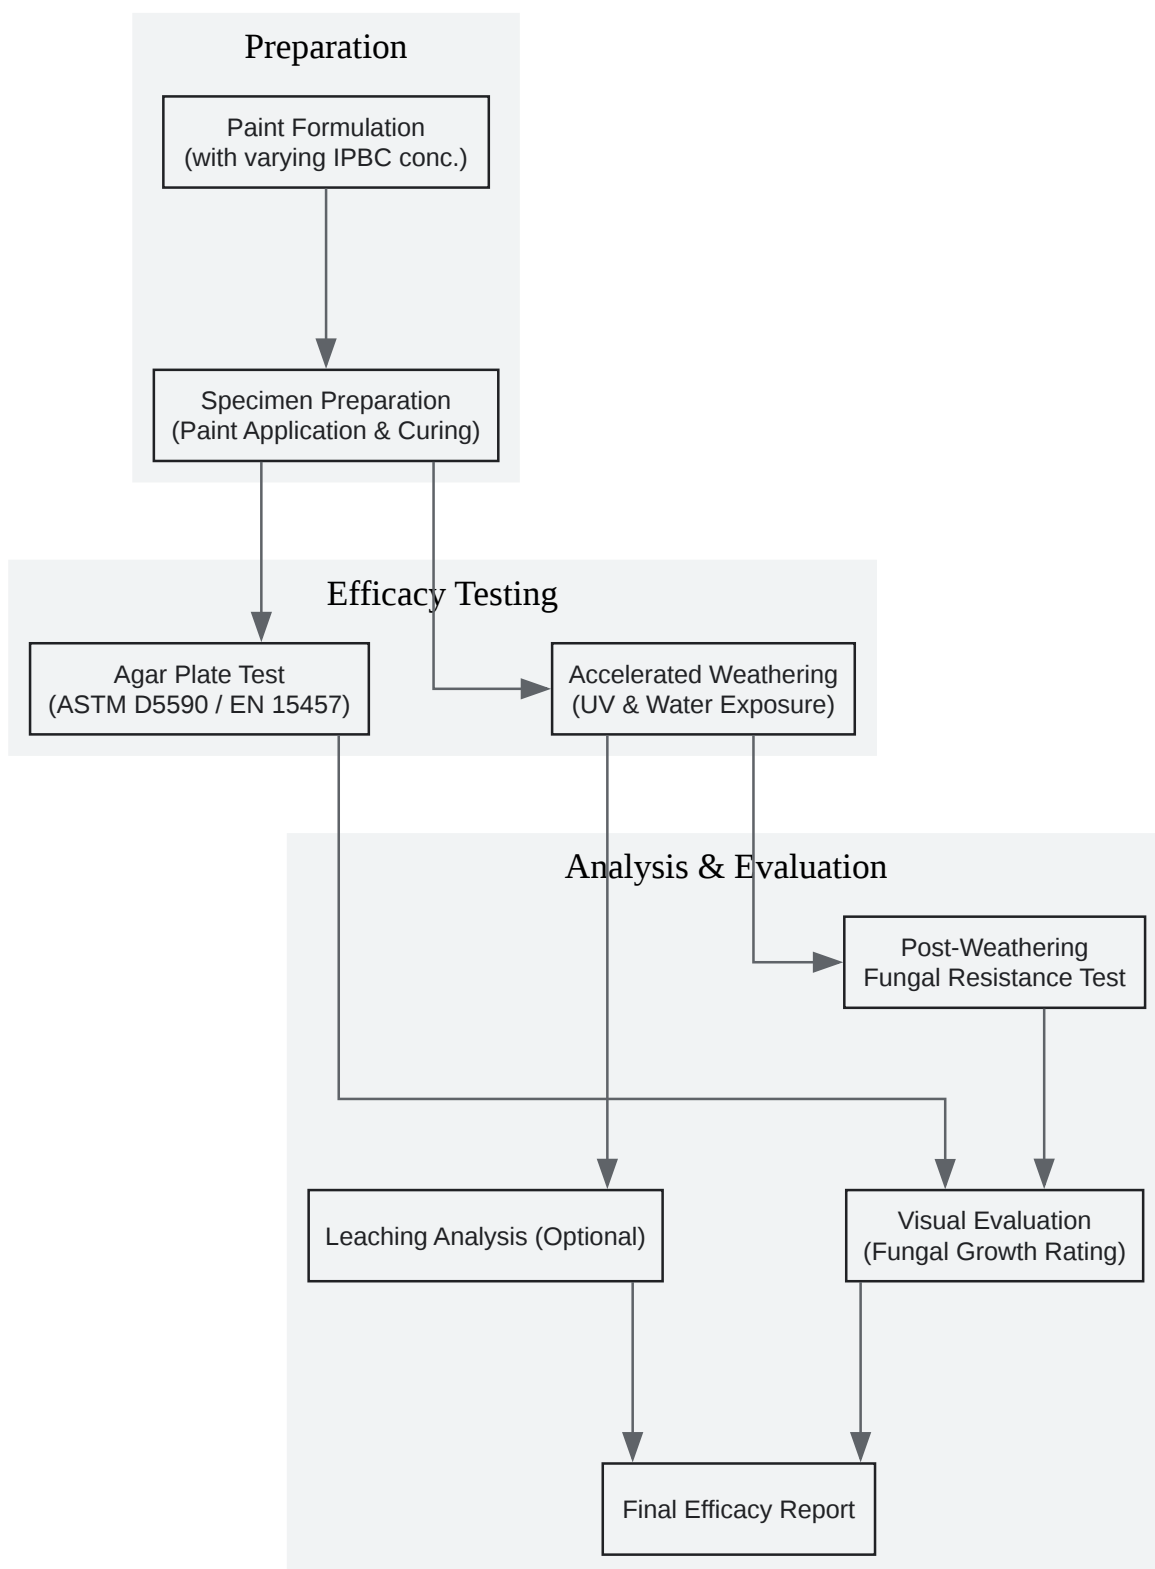 Preparation
Paint Formulation
(with varying IPBC conc.)
Specimen Preparation
(Paint Application & Curing)
Efficacy Testing
Agar Plate Test
(ASTM D5590 / EN 15457)
Accelerated Weathering
(UV & Water Exposure)
Analysis & Evaluation
Post-Weathering
Fungal Resistance Test
Leaching Analysis (Optional)
Visual Evaluation
(Fungal Growth Rating)
Final Efficacy Report